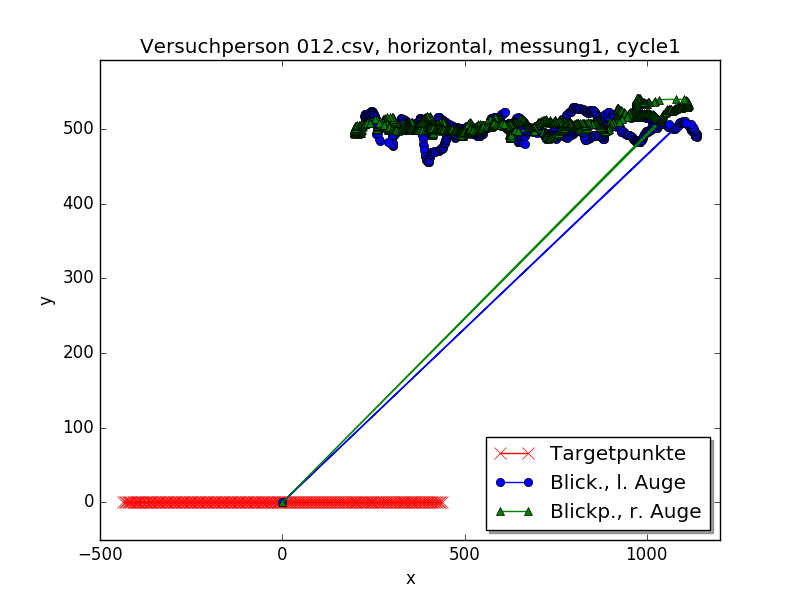 Versuchperson 012.csv, horizontal, messung1, cycle1
y
500
400
300
200
100
0
−500
0
500
1000
x
Targetpunkte
Blick., l. Auge
Blickp., r. Auge